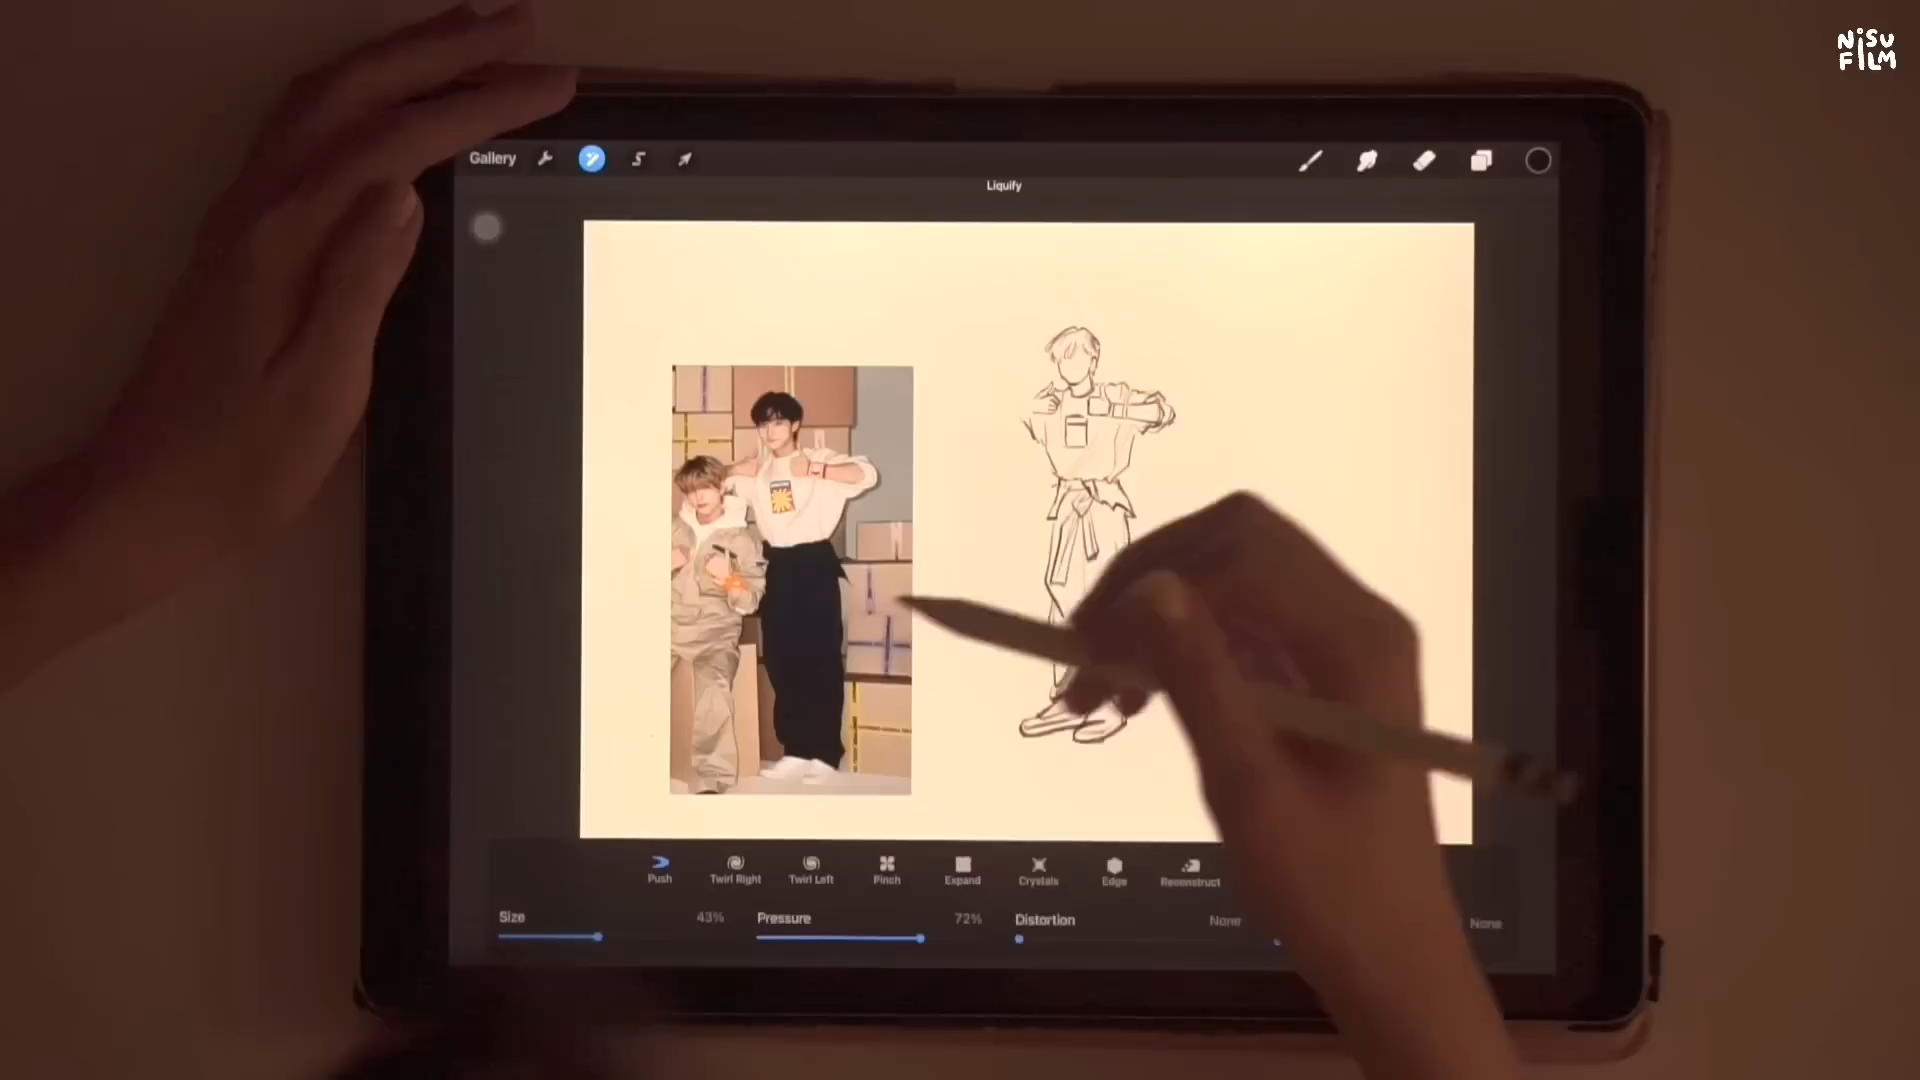 NiSU
FILM
Gallery
Liquify
Push
Twirl Right
Twirl Left
Pinch
Expand
Crystals
Edge
Reconstruct
Size
43%
Pressure
72%
Distortion
None
None